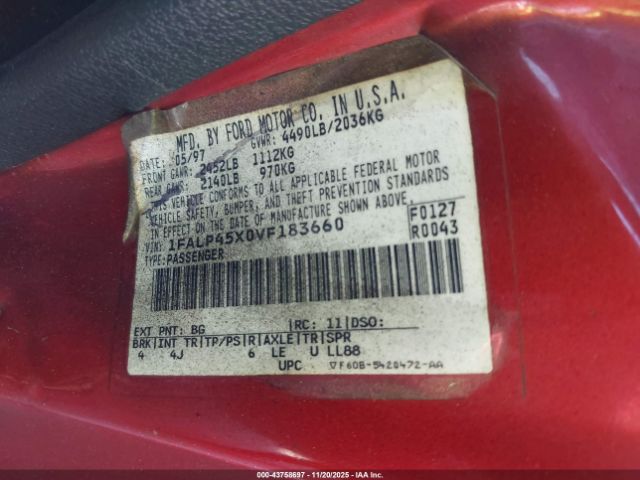 MFD. BY FORD MOTOR CO. IN U.S.A.
DATE: 05/97 GVWR: 4490LB/2036KG
FRONT GAWR: 2452LB 1112KG
REAR GAWR: 2140LB 970KG
THIS VEHICLE CONFORMS TO ALL APPLICABLE FEDERAL MOTOR
VEHICLE SAFETY, BUMPER, AND THEFT PREVENTION STANDARDS
IN EFFECT ON THE DATE OF MANUFACTURE SHOWN ABOVE.
VIN: 1FALP45X0VF183660 F0127
TYPE: PASSENGER R0043
EXT PNT: BG |RC: 11|DSO:
BRK|INT TR|TP/PS|R|AXLE|TR|SPR
4 4J 6 LE U LL88
UPC ▽F60B-5420472-AA
000-43758697 - 11/20/2025 - IAAI.com